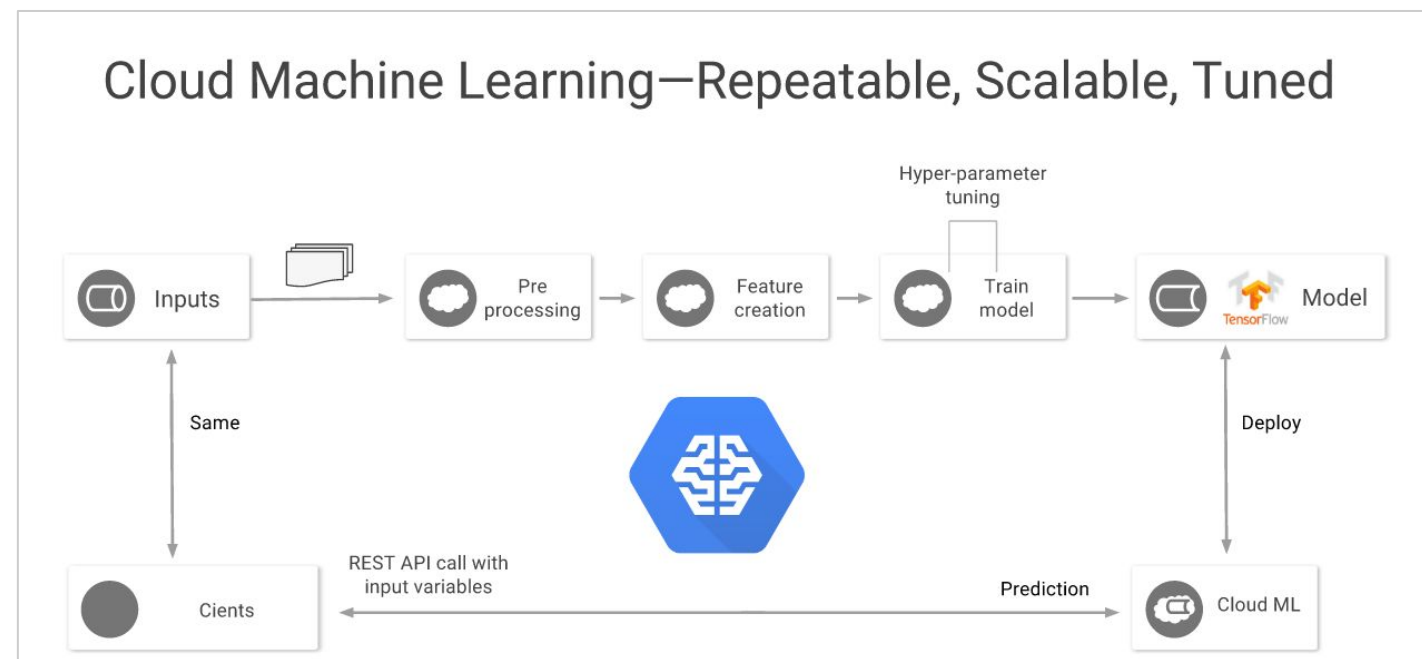 Cloud Machine Learning—Repeatable, Scalable, Tuned
Hyper-parameter
tuning
Inputs
Pre
processing
Feature
creation
Train
model
TensorFlow
Model
Same
Deploy
REST API call with
input variables
Prediction
Cients
Cloud ML